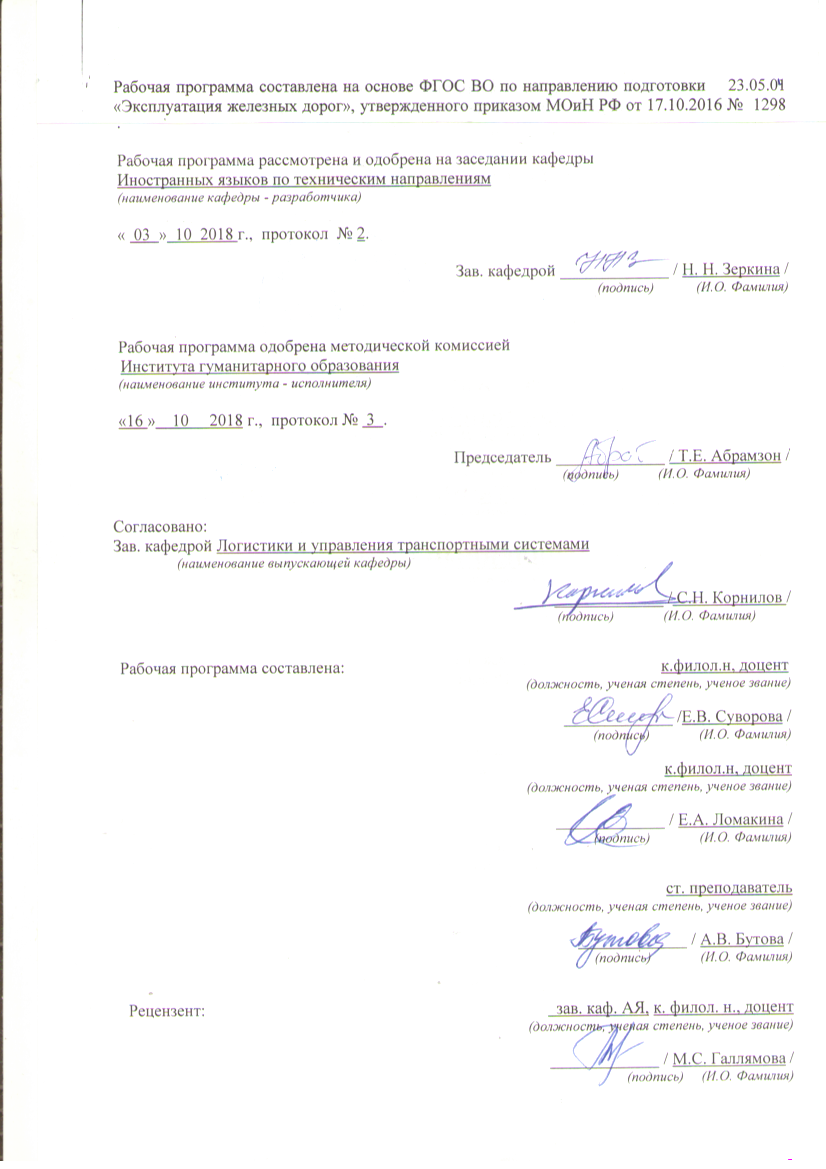 Рабочая программа составлена на основе ФГОС ВО по направлению подготовки 23.05.04
«Эксплуатация железных дорог», утвержденного приказом МОиН РФ от 17.10.2016 № 1298
.
Рабочая программа рассмотрена и одобрена на заседании кафедры
Иностранных языков по техническим направлениям
(наименование кафедры - разработчика)
« 03 » 10 2018 г., протокол № 2.
Зав. кафедрой ____________ / Н. Н. Зеркина /
(подпись) (И.О. Фамилия)
Рабочая программа одобрена методической комиссией
Института гуманитарного образования
(наименование института - исполнителя)
«16 » 10 2018 г., протокол № 3 .
Председатель ____________ / Т.Е. Абрамзон /
(подпись) (И.О. Фамилия)
Согласовано:
Зав. кафедрой Логистики и управления транспортными системами
(наименование выпускающей кафедры)
Корнилов / С.Н. Корнилов /
(подпись) (И.О. Фамилия)
Рабочая программа составлена: к.филол.н, доцент
(должность, ученая степень, ученое звание)
____________ /Е.В. Суворова /
(подпись) (И.О. Фамилия)
к.филол.н, доцент
(должность, ученая степень, ученое звание)
____________ / Е.А. Ломакина /
(подпись) (И.О. Фамилия)
ст. преподаватель
(должность, ученая степень, ученое звание)
Бутова / А.В. Бутова /
(подпись) (И.О. Фамилия)
Рецензент: зав. каф. АЯ, к. филол. н., доцент
(должность, ученая степень, ученое звание)
____________ / М.С. Галлямова /
(подпись) (И.О. Фамилия)